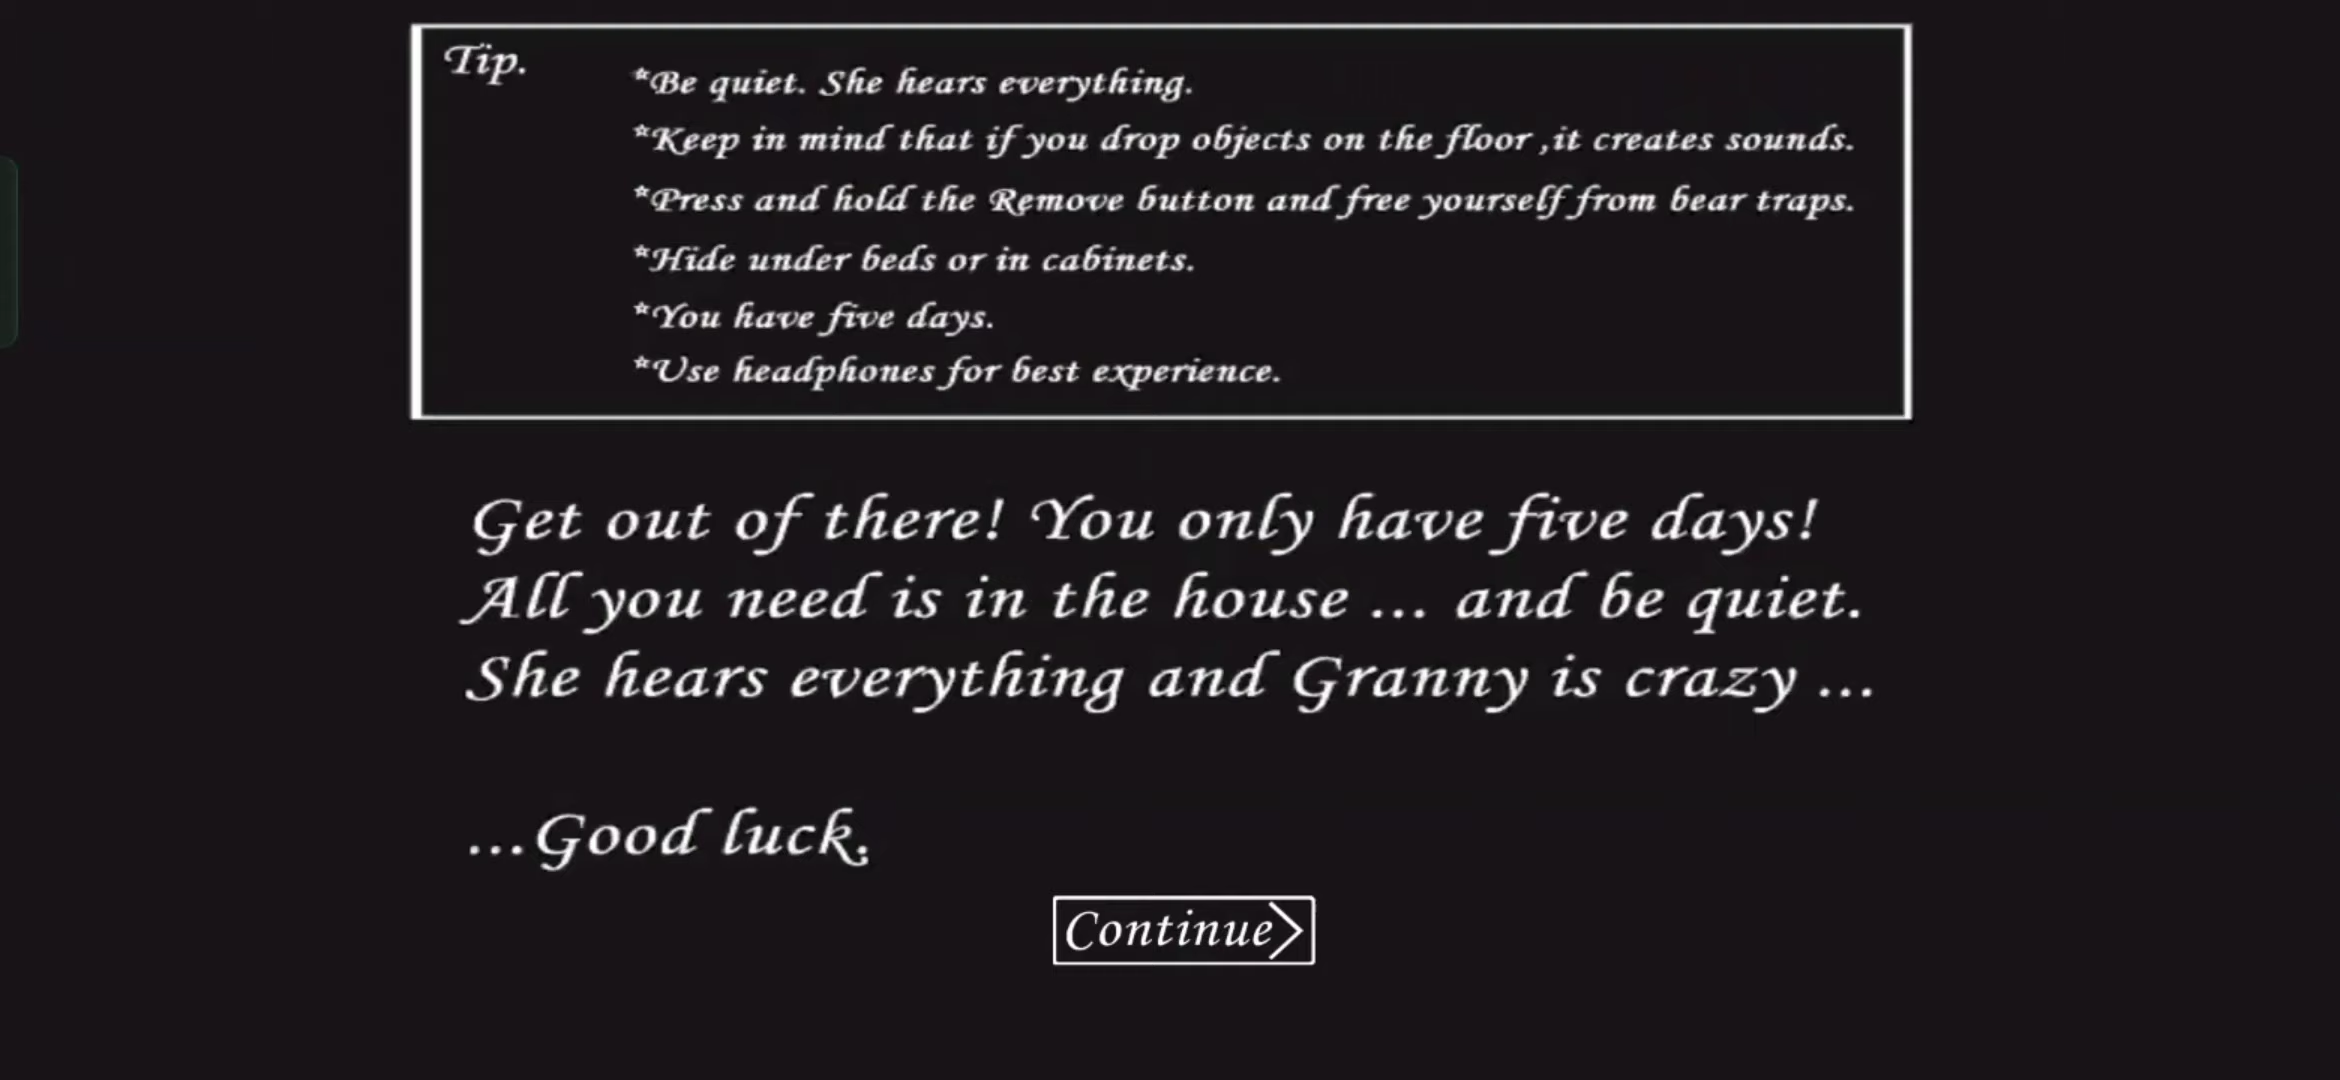 Tip.
*Be quiet. She hears everything.
*Keep in mind that if you drop objects on the floor ,it creates sounds.
*Press and hold the Remove button and free yourself from bear traps.
*Hide under beds or in cabinets.
*You have five days.
*Use headphones for best experience.
Get out of there! You only have five days!
All you need is in the house ... and be quiet.
She hears everything and Granny is crazy ...
...Good luck.
Continue>